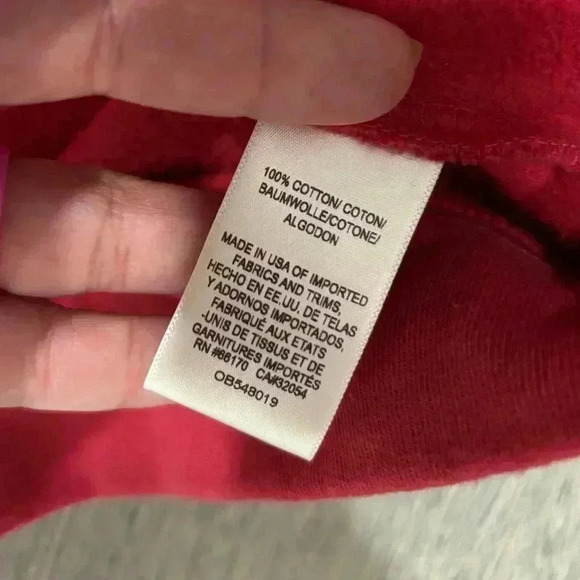 100% COTTON/ COTON/
BAUMWOLLE/COTONE/
ALGODON
MADE IN USA OF IMPORTED
FABRICS AND TRIMS,
HECHO EN EE.UU. DE TELAS
Y ADORNOS IMPORTADOS,
FABRIQUÉ AUX ETATS
-UNIS DE TISSUS ET DE
GARNITURES IMPORTÉS
RN #66170 CA#32054
OB548019